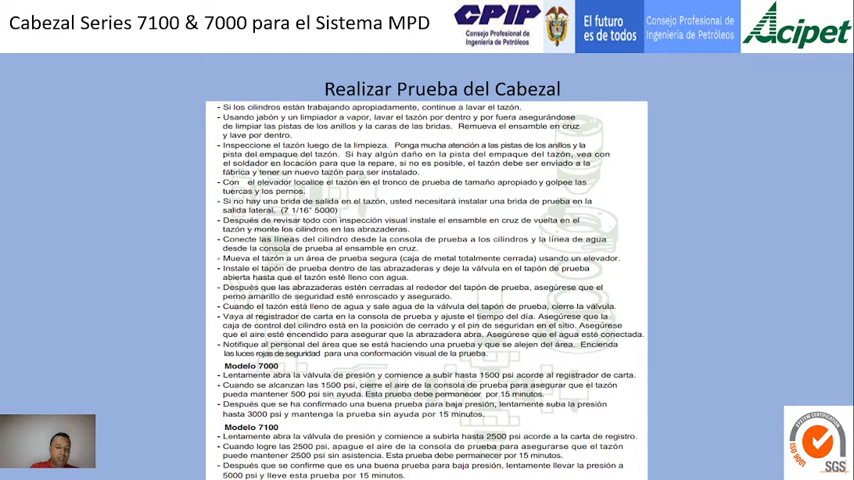 Cabezal Series 7100 & 7000 para el Sistema MPD
CPIP
Consejo Profesional de
Ingeniería de Petróleos
El futuro
es de todos
Consejo Profesional de
Ingeniería de Petróleos
Acipet
Realizar Prueba del Cabezal
- Si los cilindros están trabajando apropiadamente, continue a lavar el tazón.
- Usando jabón y un limpiador a vapor, lavar el tazón por dentro y por fuera asegurándose
de limpiar las pistas de los anillos y la caras de las bridas. Remueva el ensamble en cruz
y lave por dentro.
- Inspeccione el tazón luego de la limpieza. Ponga mucha atención a las pistas de los anillos y la
pista del empaque del tazón. Si hay algún daño en la pista del empaque del tazón, vea con
el soldador en locación para que la repare, si no es posible, el tazón debe ser enviado a la
fábrica y tener un nuevo tazón para ser instalado.
- Con el elevador localice el tazón en el tronco de prueba de tamaño apropiado y golpee las
tuercas y los pernos.
- Si no hay una brida de salida en el tazón, usted necesitará instalar una brida de prueba en la
salida lateral. (7 1/16" 5000)
- Después de revisar todo con inspección visual instale el ensamble en cruz de vuelta en el
tazón y monte los cilindros en las abrazaderas.
- Conecte las líneas del cilindro desde la consola de prueba a los cilindros y la línea de agua
desde la consola de prueba al ensamble en cruz.
- Mueva el tazón a un área de prueba segura (caja de metal totalmente cerrada) usando un elevador.
- Instale el tapón de prueba dentro de las abrazaderas y deje la válvula en el tapón de prueba
abierta hasta que el tazón esté lleno con agua.
- Después que las abrazaderas estén cerradas al rededor del tapón de prueba, asegúrese que el
perno amarillo de seguridad esté enroscado y asegurado.
- Cuando el tazón está lleno de agua y sale agua de la válvula del tapón de prueba, cierre la válvula.
- Vaya al registrador de carta en la consola de prueba y ajuste el tiempo del día. Asegúrese que la
caja de control del cilindro está en la posición de cerrado y el pin de seguridad en el sitio. Asegúrese
que el aire esté encendido para asegurar que la abrazadera abra. Asegúrese que el agua esté conectada.
- Notifique al personal del área que se está haciendo una prueba y que se alejen del área. Encienda
las luces rojas de seguridad para una conformación visual de la prueba.
Modelo 7000
- Lentamente abra la válvula de presión y comience a subir hasta 1500 psi acorde al registrador de carta.
- Cuando se alcanzan las 1500 psi, cierre el aire de la consola de prueba para asegurar que el tazón
pueda mantener 500 psi sin ayuda. Esta prueba debe permanecer por 15 minutos.
- Después que se ha confirmado una buena prueba para baja presión, lentamente suba la presión
hasta 3000 psi y mantenga la prueba sin ayuda por 15 minutos.
Modelo 7100
- Lentamente abra la válvula de presión y comience a subirla hasta 2500 psi acorde a la carta de registro.
- Cuando logre las 2500 psi, apague el aire de la consola de prueba para asegurarse que el tazón
puede mantener 2500 psi sin asistencia. Esta prueba debe permanecer por 15 minutos.
- Después que se confirme que es una buena prueba para baja presión, lentamente llevar la presión a
5000 psi y lleve esta prueba por 15 minutos.
SYSTEM CERTIFICATION
ISO 9001
SGS